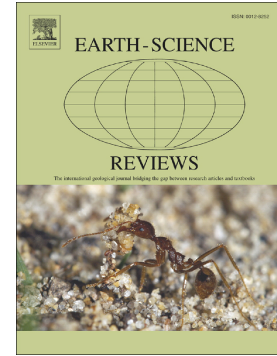 ISSN: 0012-8252
ELSEVIER
EARTH-SCIENCE
REVIEWS
The international geological journal bridging the gap between research articles and textbooks